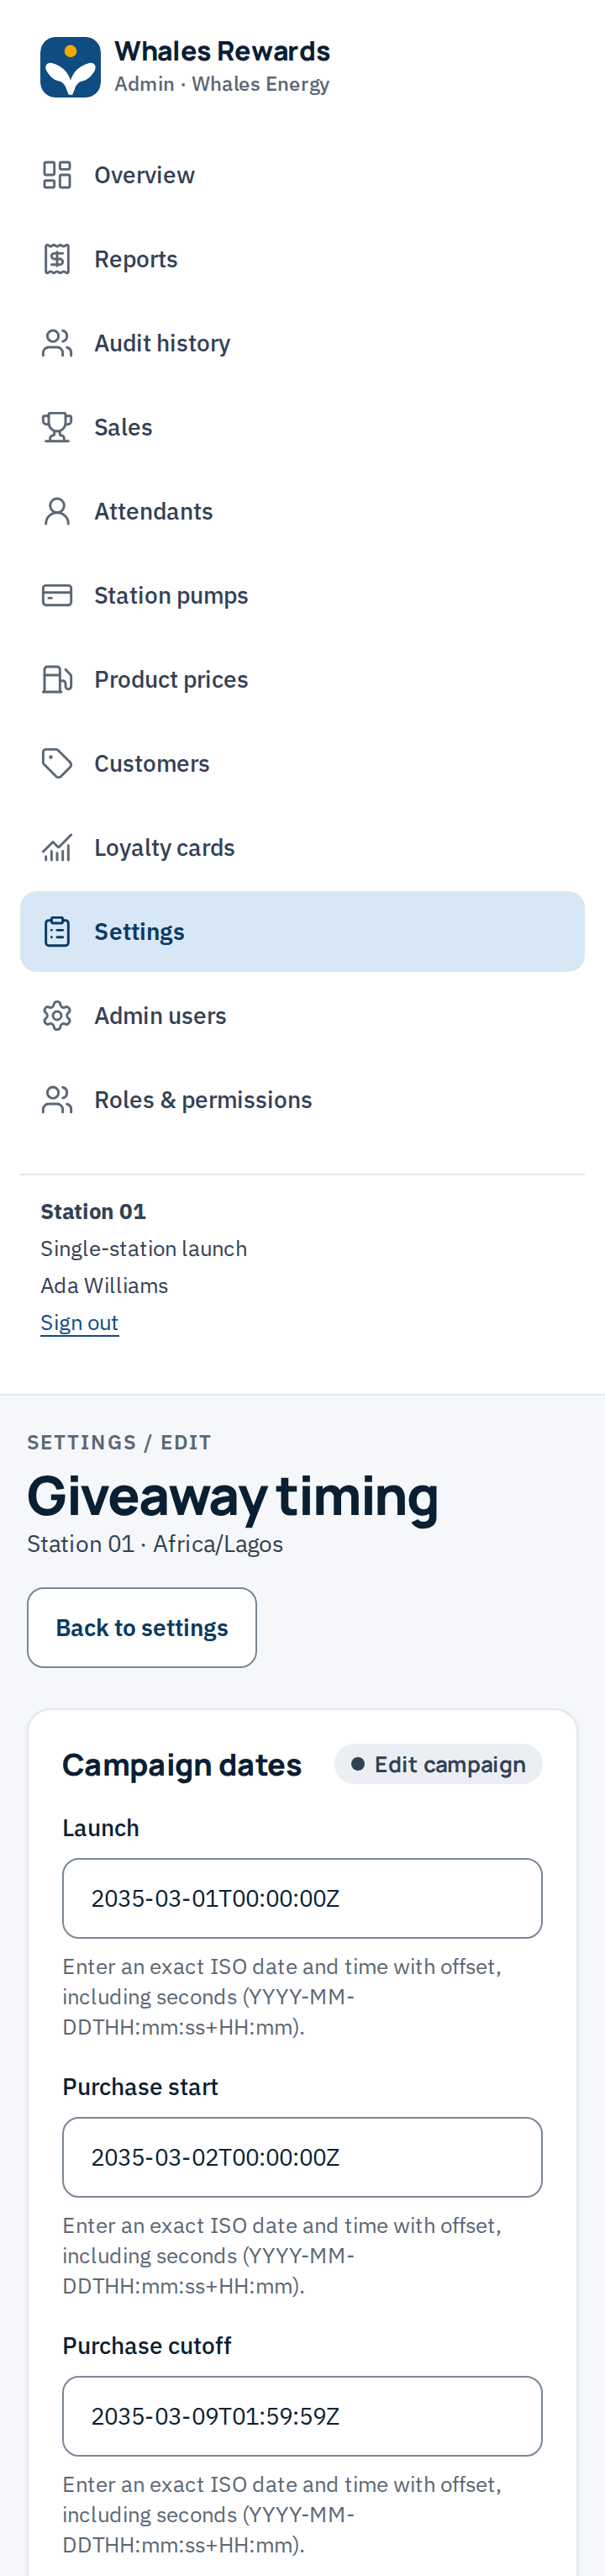 Whales Rewards
Admin · Whales Energy
Overview
Reports
Audit history
Sales
Attendants
Station pumps
Product prices
Customers
Loyalty cards
Settings
Admin users
Roles & permissions
Station 01
Single-station launch
Ada Williams
Sign out
SETTINGS / EDIT
Giveaway timing
Station 01 · Africa/Lagos
Back to settings
Campaign dates
Edit campaign
Launch
2035-03-01T00:00:00Z
Enter an exact ISO date and time with offset,
including seconds (YYYY-MM-
DDTHH:mm:ss+HH:mm).
Purchase start
2035-03-02T00:00:00Z
Enter an exact ISO date and time with offset,
including seconds (YYYY-MM-
DDTHH:mm:ss+HH:mm).
Purchase cutoff
2035-03-09T01:59:59Z
Enter an exact ISO date and time with offset,
including seconds (YYYY-MM-
DDTHH:mm:ss+HH:mm).